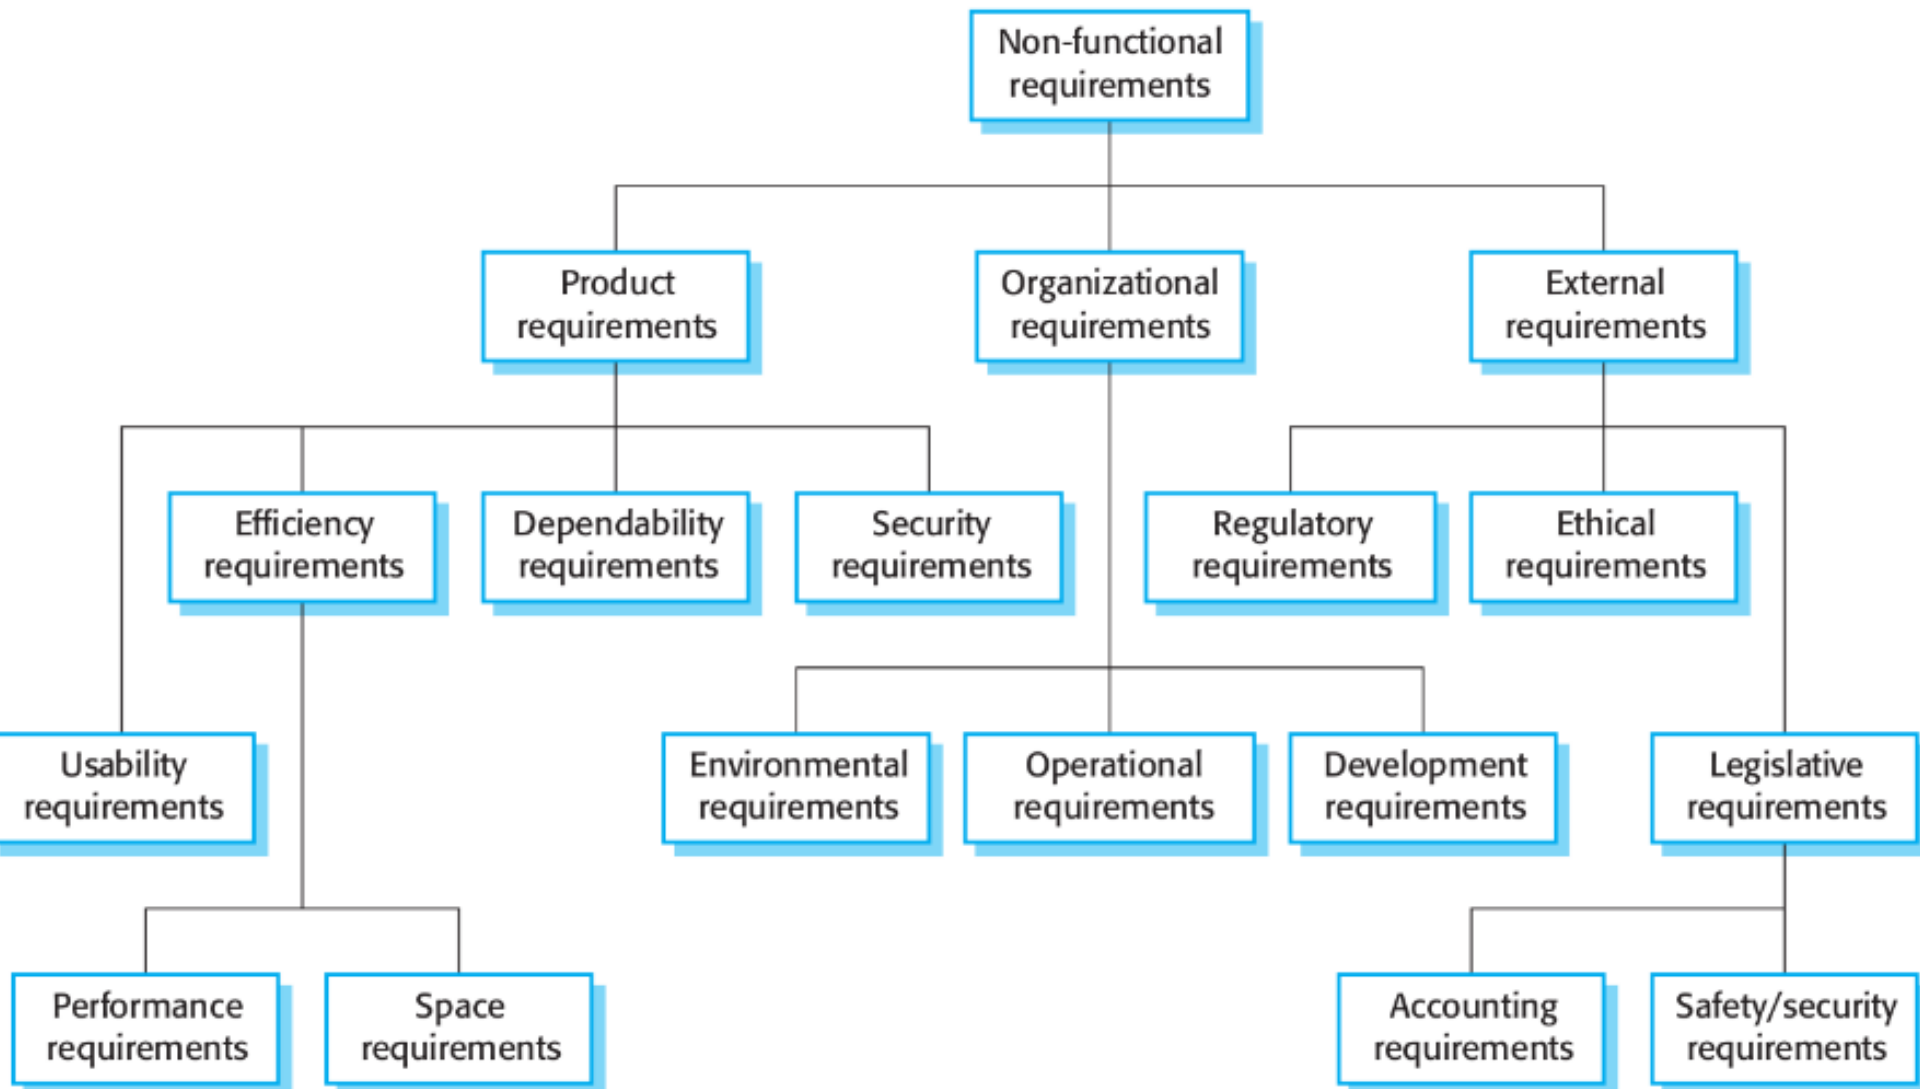 Non-functional
requirements
Product
requirements
Organizational
requirements
External
requirements
Efficiency
requirements
Dependability
requirements
Security
requirements
Regulatory
requirements
Ethical
requirements
Usability
requirements
Environmental
requirements
Operational
requirements
Development
requirements
Legislative
requirements
Performance
requirements
Space
requirements
Accounting
requirements
Safety/security
requirements